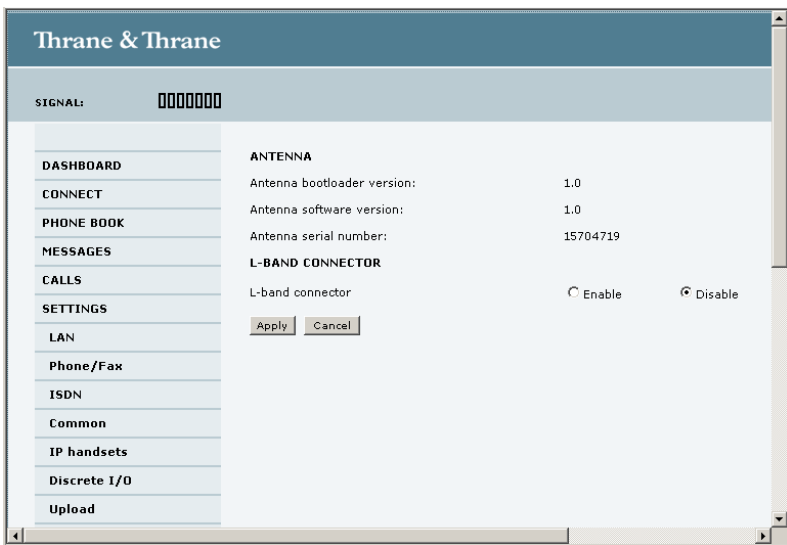 Thrane & Thrane
SIGNAL:
DASHBOARD
CONNECT
PHONE BOOK
MESSAGES
CALLS
SETTINGS
LAN
Phone/Fax
ISDN
Common
IP handsets
Discrete I/O
Upload
ANTENNA
Antenna bootloader version: 1.0
Antenna software version: 1.0
Antenna serial number: 15704719
L-BAND CONNECTOR
L-band connector Enable Disable
Apply Cancel